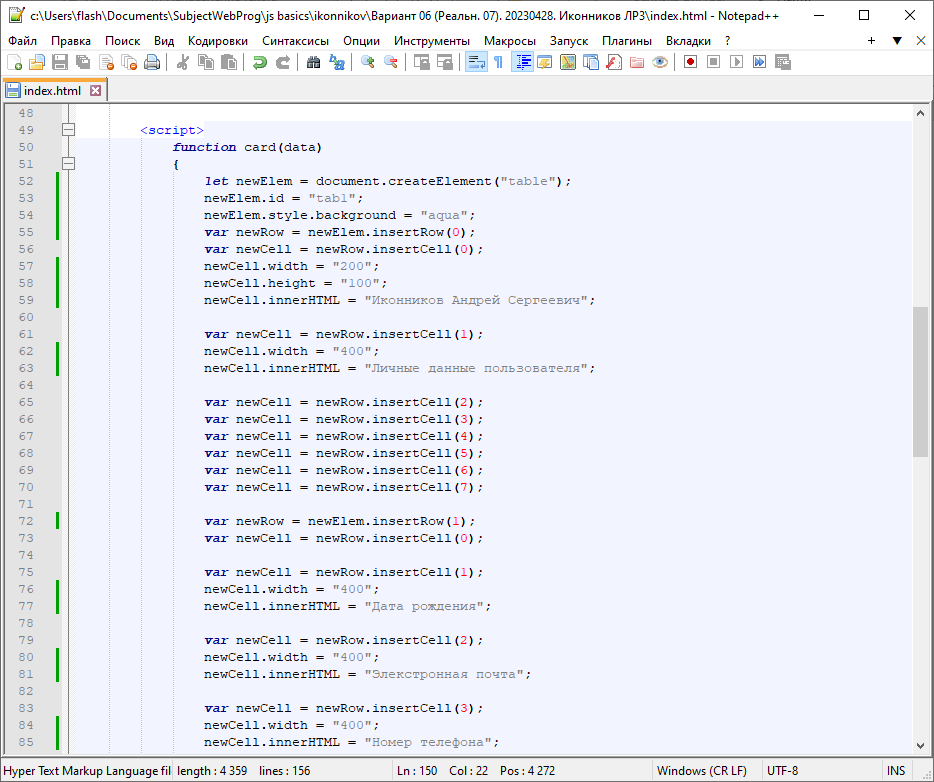 c:\Users\flash\Documents\SubjectWebProg\js basics\ikonnikov\Вариант 06 (Реальн. 07). 20230428. Иконников ЛР3\index.html - Notepad++
Файл Правка Поиск Вид Кодировки Синтаксисы Опции Инструменты Макросы Запуск Плагины Вкладки ?
index.html
48
49 <script>
50 function card(data)
51 {
52 let newElem = document.createElement("table");
53 newElem.id = "tab1";
54 newElem.style.background = "aqua";
55 var newRow = newElem.insertRow(0);
56 var newCell = newRow.insertCell(0);
57 newCell.width = "200";
58 newCell.height = "100";
59 newCell.innerHTML = "Иконников Андрей Сергеевич";
60
61 var newCell = newRow.insertCell(1);
62 newCell.width = "400";
63 newCell.innerHTML = "Личные данные пользователя";
64
65 var newCell = newRow.insertCell(2);
66 var newCell = newRow.insertCell(3);
67 var newCell = newRow.insertCell(4);
68 var newCell = newRow.insertCell(5);
69 var newCell = newRow.insertCell(6);
70 var newCell = newRow.insertCell(7);
71
72 var newRow = newElem.insertRow(1);
73 var newCell = newRow.insertCell(0);
74
75 var newCell = newRow.insertCell(1);
76 newCell.width = "400";
77 newCell.innerHTML = "Дата рождения";
78
79 var newCell = newRow.insertCell(2);
80 newCell.width = "400";
81 newCell.innerHTML = "Элекстронная почта";
82
83 var newCell = newRow.insertCell(3);
84 newCell.width = "400";
85 newCell.innerHTML = "Номер телефона";
Hyper Text Markup Language fil length : 4 359 lines : 156 Ln : 150 Col : 22 Pos : 4 272 Windows (CR LF) UTF-8 INS